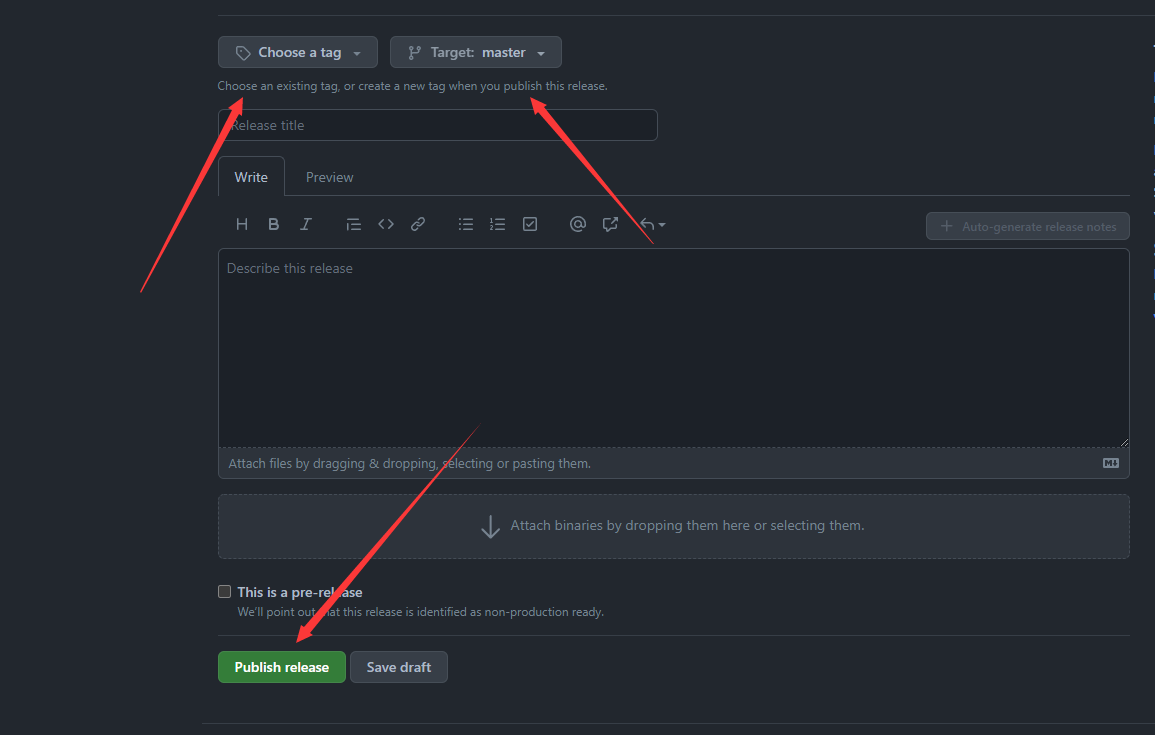 Choose a tag
Target: master
Choose an existing tag, or create a new tag when you publish this release.
Release title
Write
Preview
H B I
@
Auto-generate release notes
Describe this release
Attach files by dragging & dropping, selecting or pasting them.
Attach binaries by dropping them here or selecting them.
This is a pre-release
We'll point out that this release is identified as non-production ready.
Publish release
Save draft